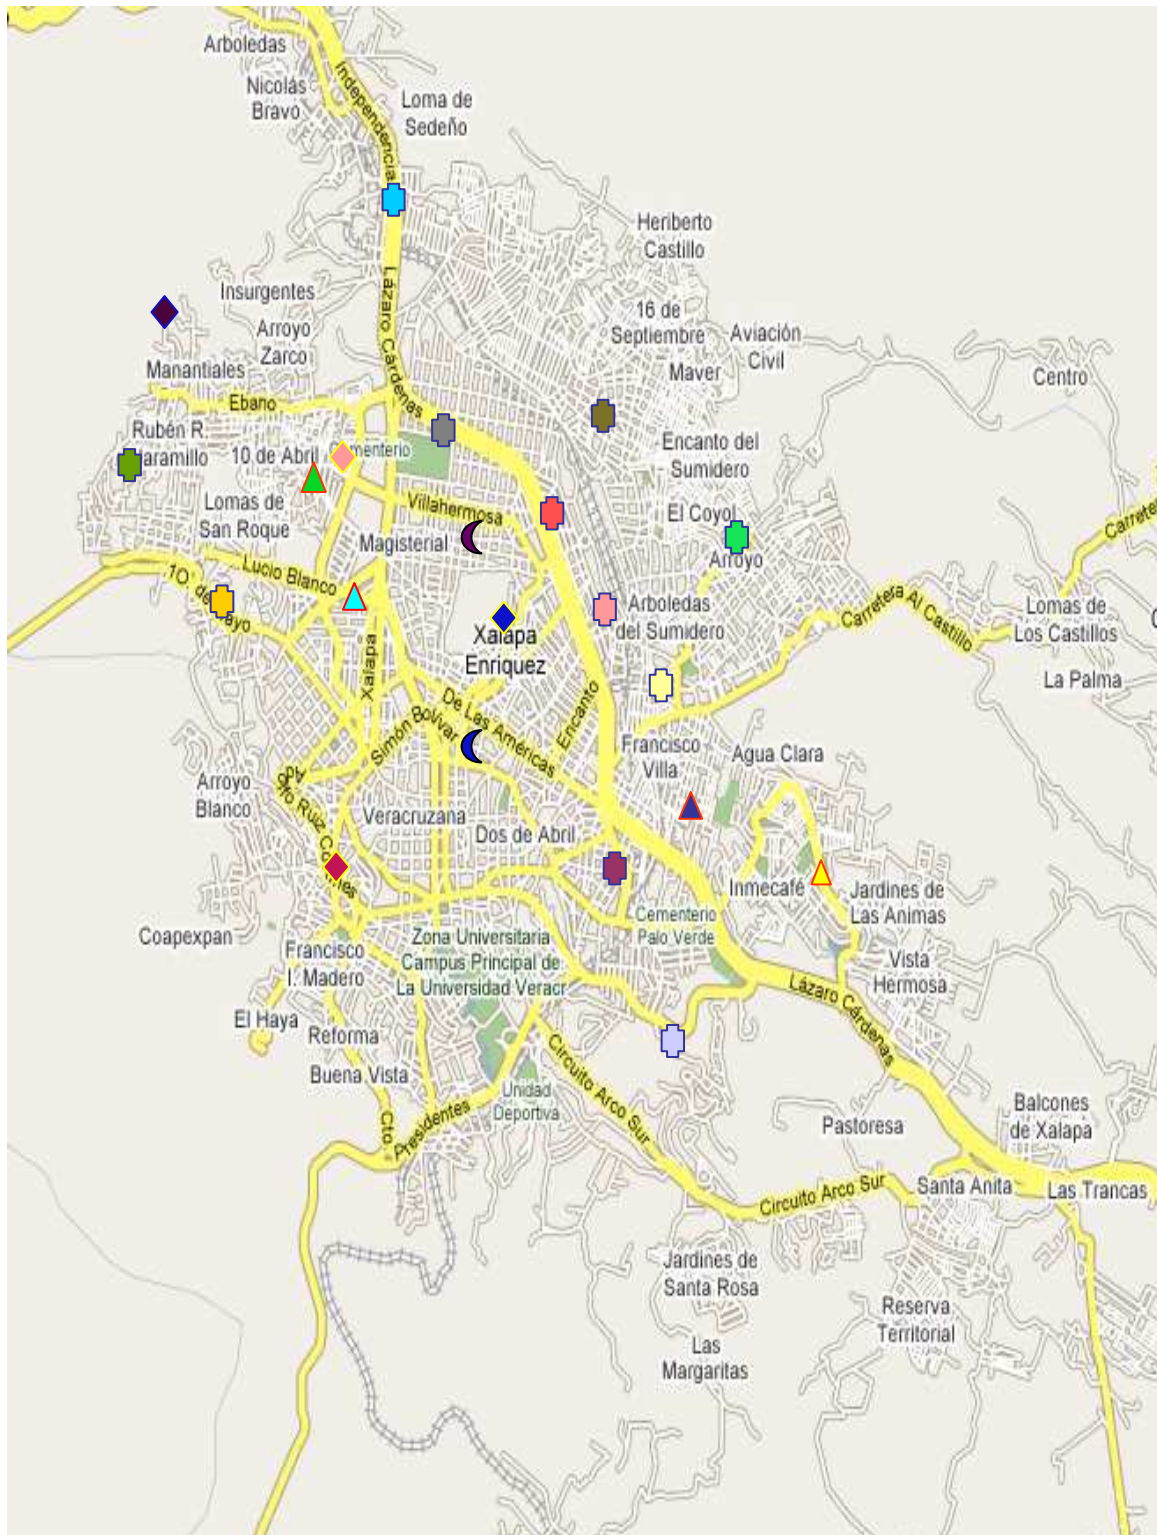 Arboledas
Nicolás
Bravo
Independencia
Loma de
Sedeño
Heriberto
Castillo
Lázaro Cárdenas
Insurgentes
Arroyo
Zarco
16 de
Septiembre
Aviación
Civil
Maver
Centro
Manantiales
Ebano
Rubén R.
aramillo
10 de Abril
menterio
Encanto del
Sumidero
Lomas de
San Roque
Villahermosa
El Coyol
Carreter
Magisterial
Arroyo
Lucio Blanco
1O' de
ayo
Carretera Al Castillo
Arboledas
del Sumidero
Lomas de
Los Castillos
Xalapa
Enriquez
Xalapa
La Palma
De Las Américas
Encanto
Simón Bolívar
Francisco
Villa
Agua Clara
Arroyo
Blanco
Veracruzana
Dos de Abril
Inmecafé
Jardines de
Las Animas
Cementerio
Palo Verde
Coapexpan
Francisco
I. Madero
Zona Universitaria
Campus Principal de
La Universidad Veracr
Vista
Hermosa
Lázaro Cárdenas
El Haya
Reforma
Buena Vista
Circuito Arco Sur
Unidad
Deportiva
Presidentes
Cto.
Pastoresa
Balcones
de Xalapa
Circuito Arco Sur
Santa Anita
Las Trancas
Jardines de
Santa Rosa
Reserva
Territorial
Las
Margaritas